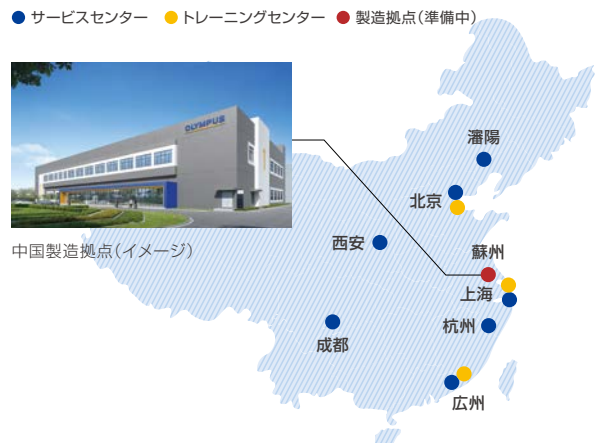 サービスセンター トレーニングセンター 製造拠点(準備中)
OLYMPUS
瀋陽
北京
西安
蘇州
上海
杭州
成都
広州
中国製造拠点(イメージ)